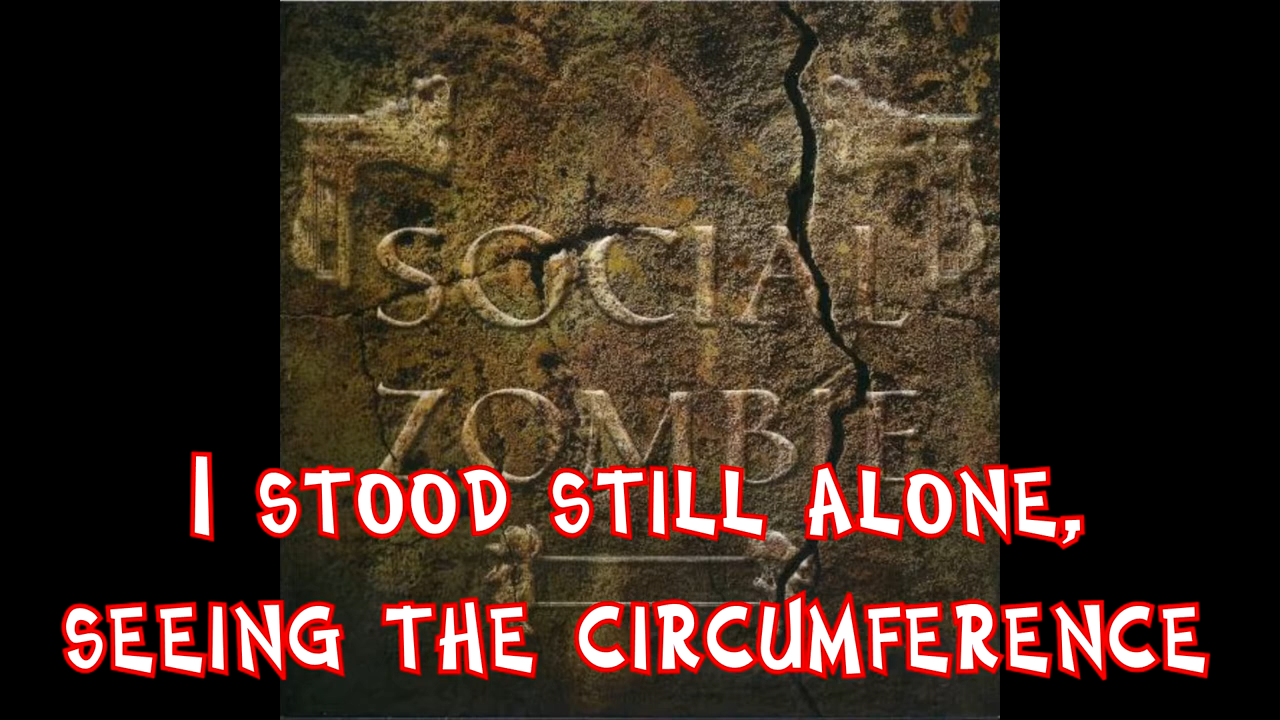 SOCIAL
ZOMBIE
I STOOD STILL ALONE,
SEEING THE CIRCUMFERENCE